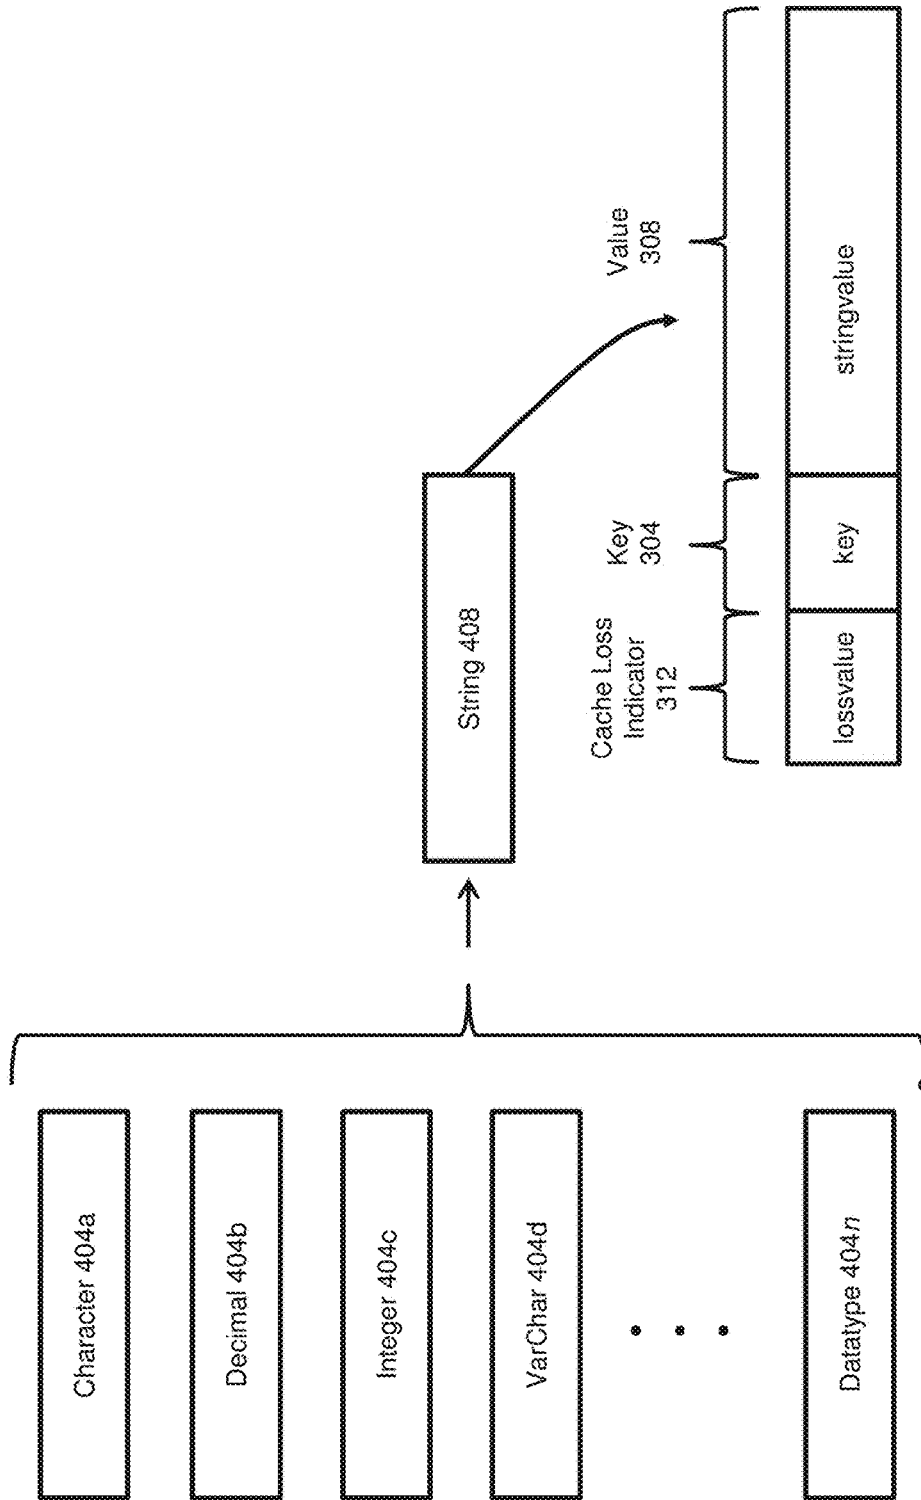 Character 404a
Decimal 404b
Integer 404c
VarChar 404d
• • •
Datatype 404n
String 408
Cache Loss
Indicator
312
Key
304
Value
308
lossvalue
key
stringvalue